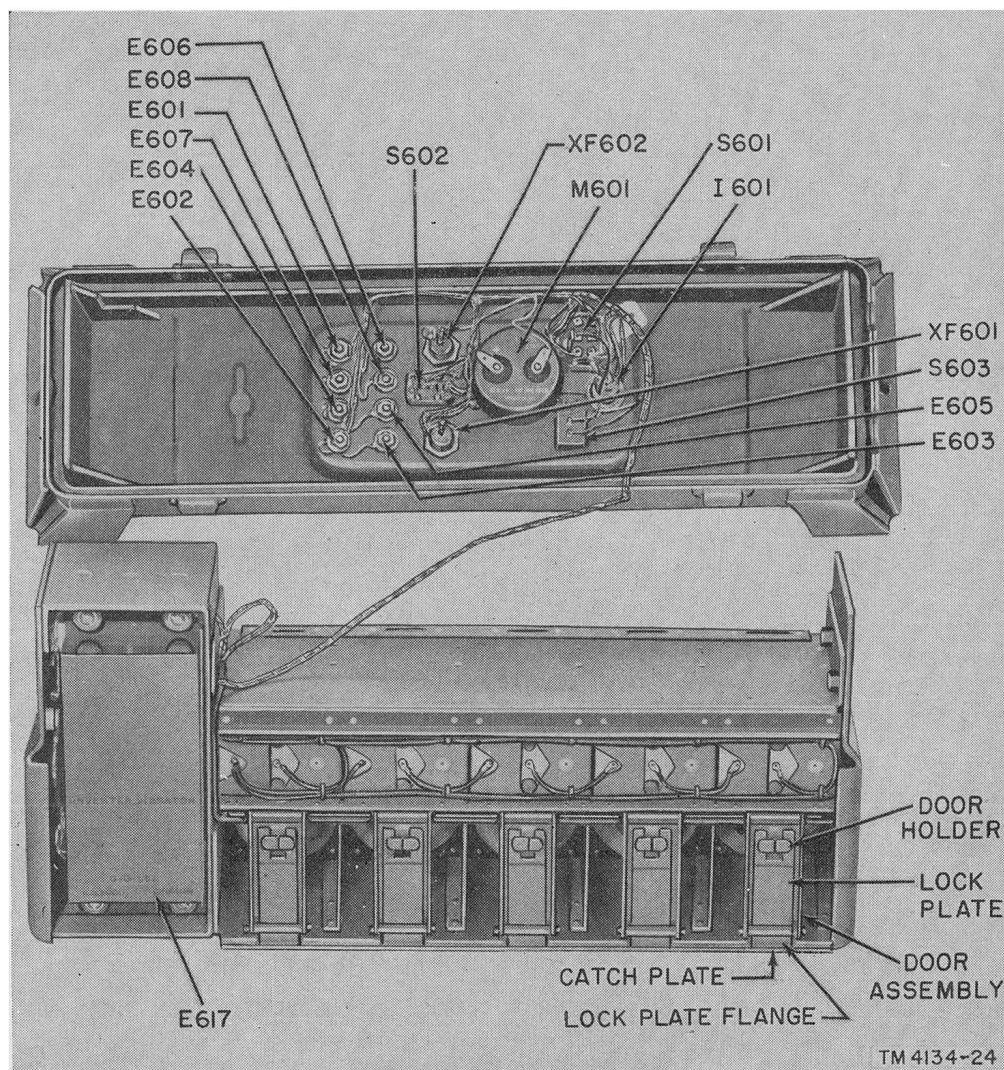 E606
E608
E601
E607
E604
E602
S602
XF602
M601
S601
I 601
XF601
S603
E605
E603
DOOR
HOLDER
LOCK
PLATE
DOOR
ASSEMBLY
CATCH PLATE
LOCK PLATE FLANGE
E617
TM 4134-24